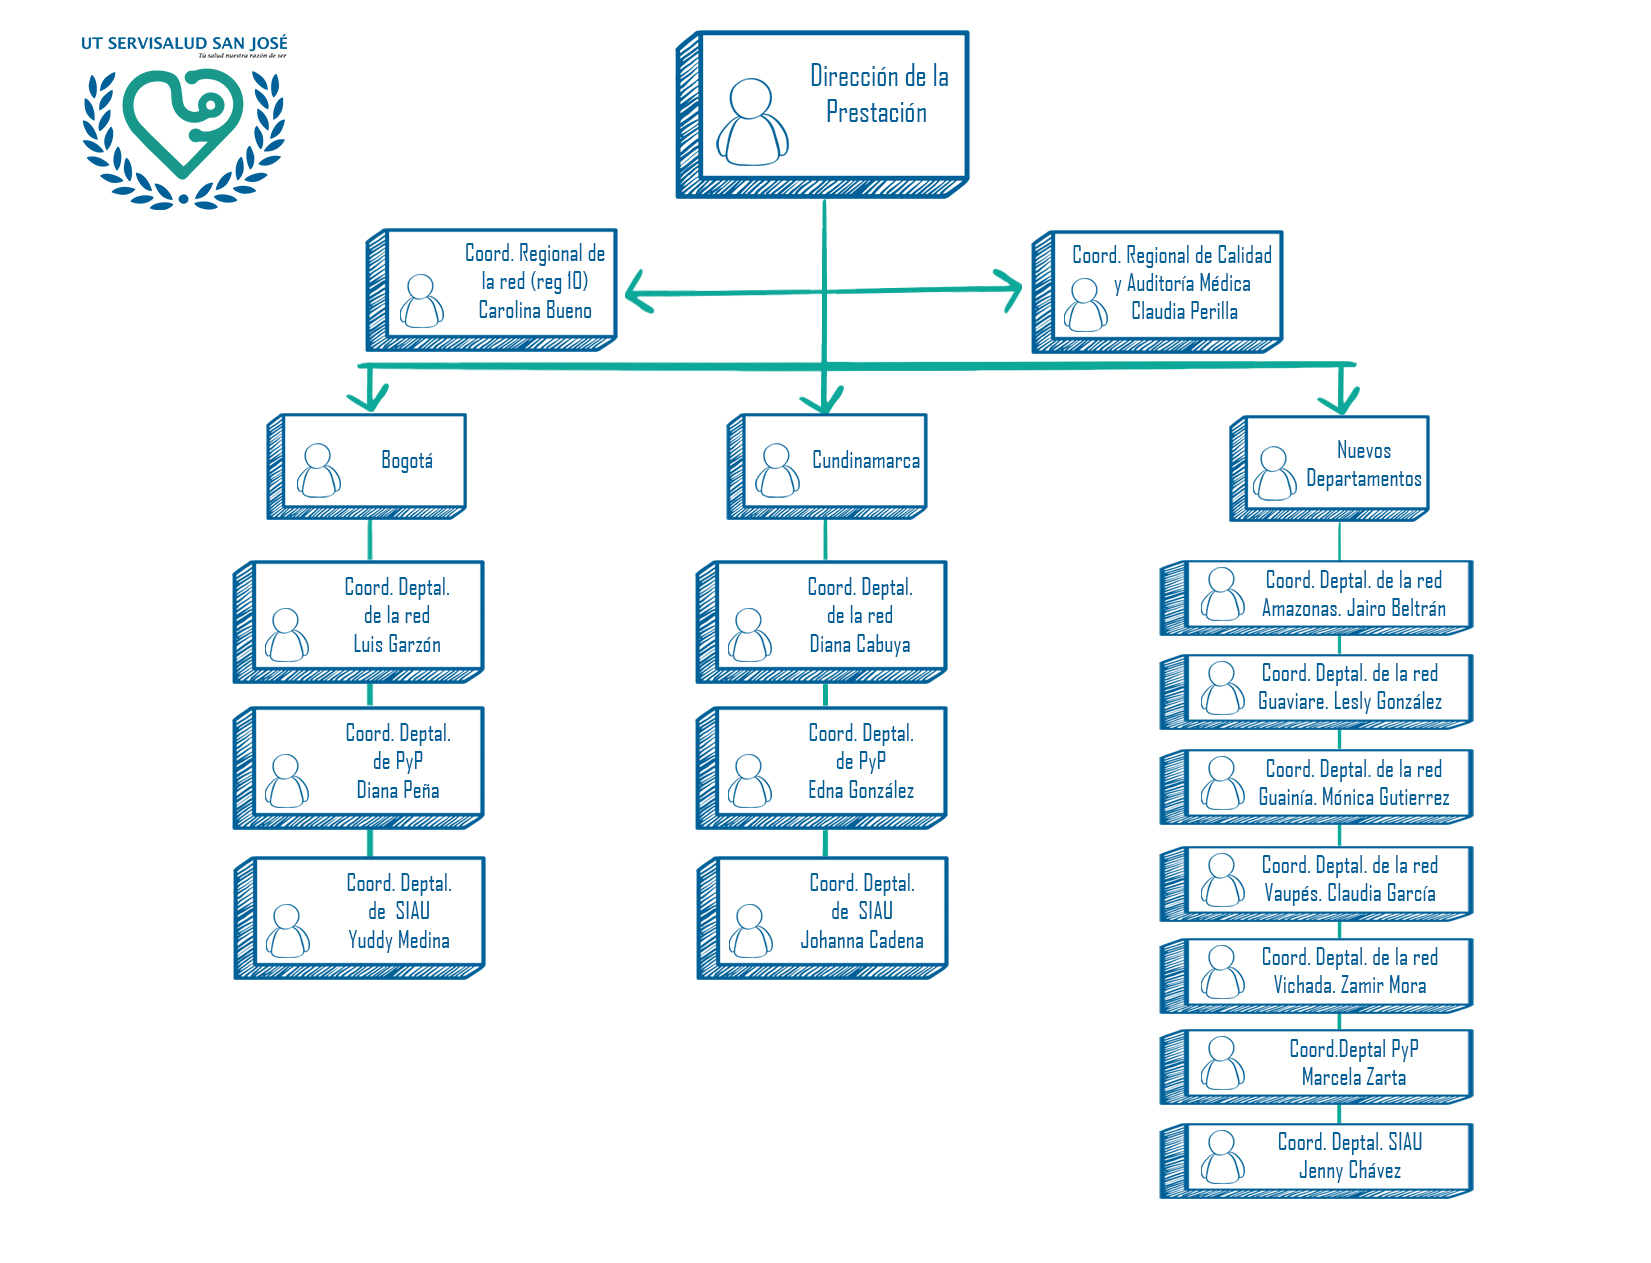 UT SERVISALUD SAN JOSÉ
Tú salud nuestra razón de ser
Dirección de la
Prestación
Coord. Regional de
la red (reg 10)
Carolina Bueno
Coord. Regional de Calidad
y Auditoría Médica
Claudia Perilla
Bogotá
Cundinamarca
Nuevos
Departamentos
Coord. Deptal.
de la red
Luis Garzón
Coord. Deptal.
de PyP
Diana Peña
Coord. Deptal.
de SIAU
Yuddy Medina
Coord. Deptal.
de la red
Diana Cabuya
Coord. Deptal.
de PyP
Edna González
Coord. Deptal.
de SIAU
Johanna Cadena
Coord. Deptal. de la red
Amazonas. Jairo Beltrán
Coord. Deptal. de la red
Guaviare. Lesly González
Coord. Deptal. de la red
Guainía. Mónica Gutierrez
Coord. Deptal. de la red
Vaupés. Claudia García
Coord. Deptal. de la red
Vichada. Zamir Mora
Coord.Deptal PyP
Marcela Zarta
Coord. Deptal. SIAU
Jenny Chávez